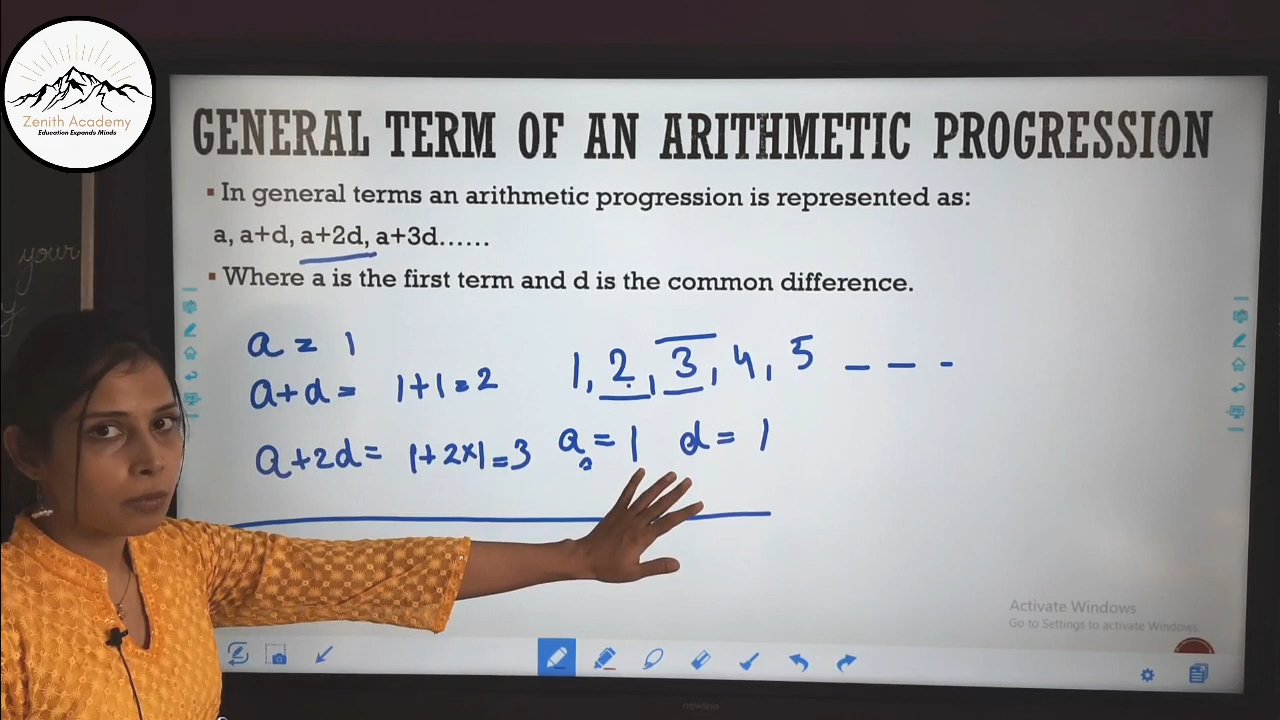 Zenith Academy
Education Expands Minds
GENERAL TERM OF AN ARITHMETIC PROGRESSION
▪ In general terms an arithmetic progression is represented as:
a, a+d, a+2d, a+3d......
▪ Where a is the first term and d is the common difference.
your
y
a = 1
a+d = 1+1=2
a+2d = 1+2×1=3
1, 2, 3, 4, 5 _ _ -
a = 1 d = 1
Activate Windows
Go to Settings to activate Windows.
newline